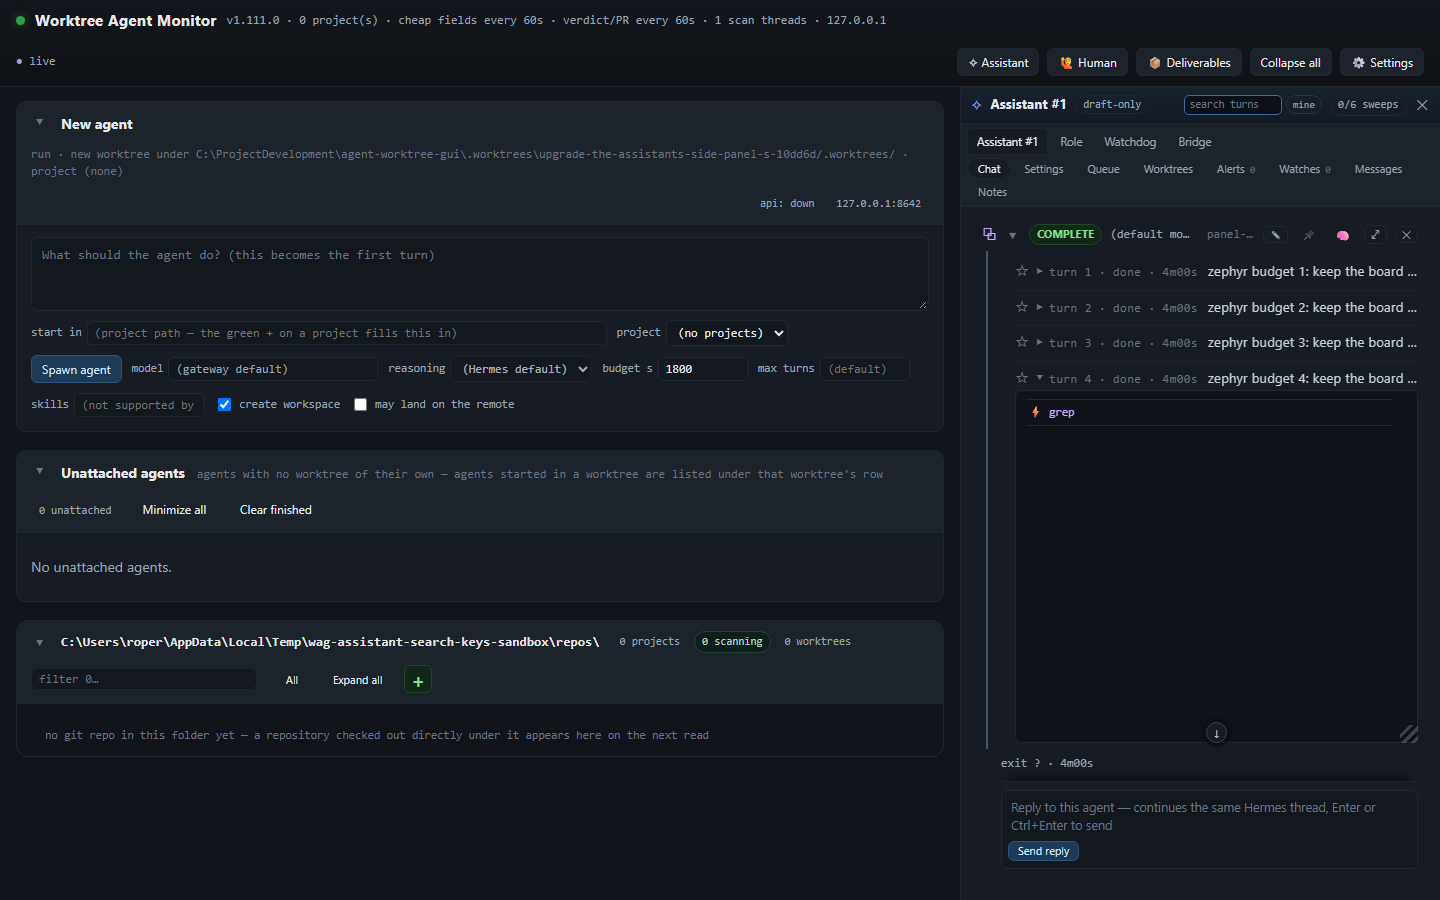 Worktree Agent Monitor v1.111.0 · 0 project(s) · cheap fields every 60s · verdict/PR every 60s · 1 scan threads · 127.0.0.1
live
✧ Assistant
Human
Deliverables
Collapse all
Settings
New agent
run · new worktree under C:\ProjectDevelopment\agent-worktree-gui\.worktrees\upgrade-the-assistants-side-panel-s-10dd6d/.worktrees/ ·
project (none)
api: down 127.0.0.1:8642
What should the agent do? (this becomes the first turn)
start in (project path — the green + on a project fills this in) project (no projects)
Spawn agent model (gateway default) reasoning (Hermes default) budget s 1800 max turns (default)
skills (not supported by create workspace may land on the remote
Unattached agents agents with no worktree of their own — agents started in a worktree are listed under that worktree's row
0 unattached Minimize all Clear finished
No unattached agents.
C:\Users\roper\AppData\Local\Temp\wag-assistant-search-keys-sandbox\repos\ 0 projects 0 scanning 0 worktrees
filter 0… All Expand all +
no git repo in this folder yet — a repository checked out directly under it appears here on the next read
Assistant #1 draft-only search turns mine 0/6 sweeps
Assistant #1 Role Watchdog Bridge
Chat Settings Queue Worktrees Alerts 0 Watches 0 Messages
Notes
COMPLETE (default mo… panel-…
turn 1 · done · 4m00s zephyr budget 1: keep the board …
turn 2 · done · 4m00s zephyr budget 2: keep the board …
turn 3 · done · 4m00s zephyr budget 3: keep the board …
turn 4 · done · 4m00s zephyr budget 4: keep the board …
grep
exit ? · 4m00s
Reply to this agent — continues the same Hermes thread, Enter or
Ctrl+Enter to send
Send reply